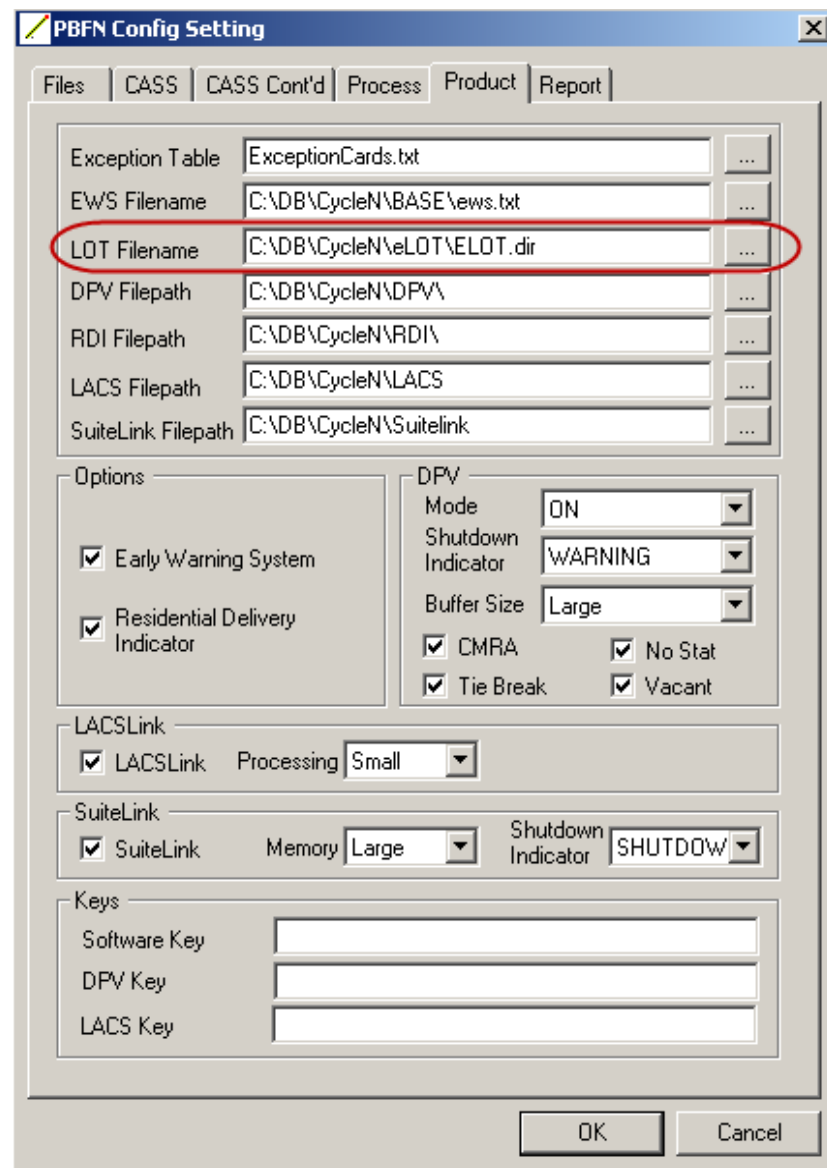 PBFN Config Setting
Files CASS CASS Cont'd Process Product Report
Exception Table ExceptionCards.txt ...
EWS Filename C:\DB\CycleN\BASE\ews.txt ...
LOT Filename C:\DB\CycleN\eLOT\ELOT.dir ...
DPV Filepath C:\DB\CycleN\DPV\ ...
RDI Filepath C:\DB\CycleN\RDI\ ...
LACS Filepath C:\DB\CycleN\LACS ...
SuiteLink Filepath C:\DB\CycleN\Suitelink ...
Options
Early Warning System
Residential Delivery
Indicator
DPV
Mode ON
Shutdown
Indicator WARNING
Buffer Size Large
CMRA No Stat
Tie Break Vacant
LACSLink
LACSLink Processing Small
SuiteLink
SuiteLink Memory Large Shutdown
Indicator SHUTDOW
Keys
Software Key
DPV Key
LACS Key
OK Cancel